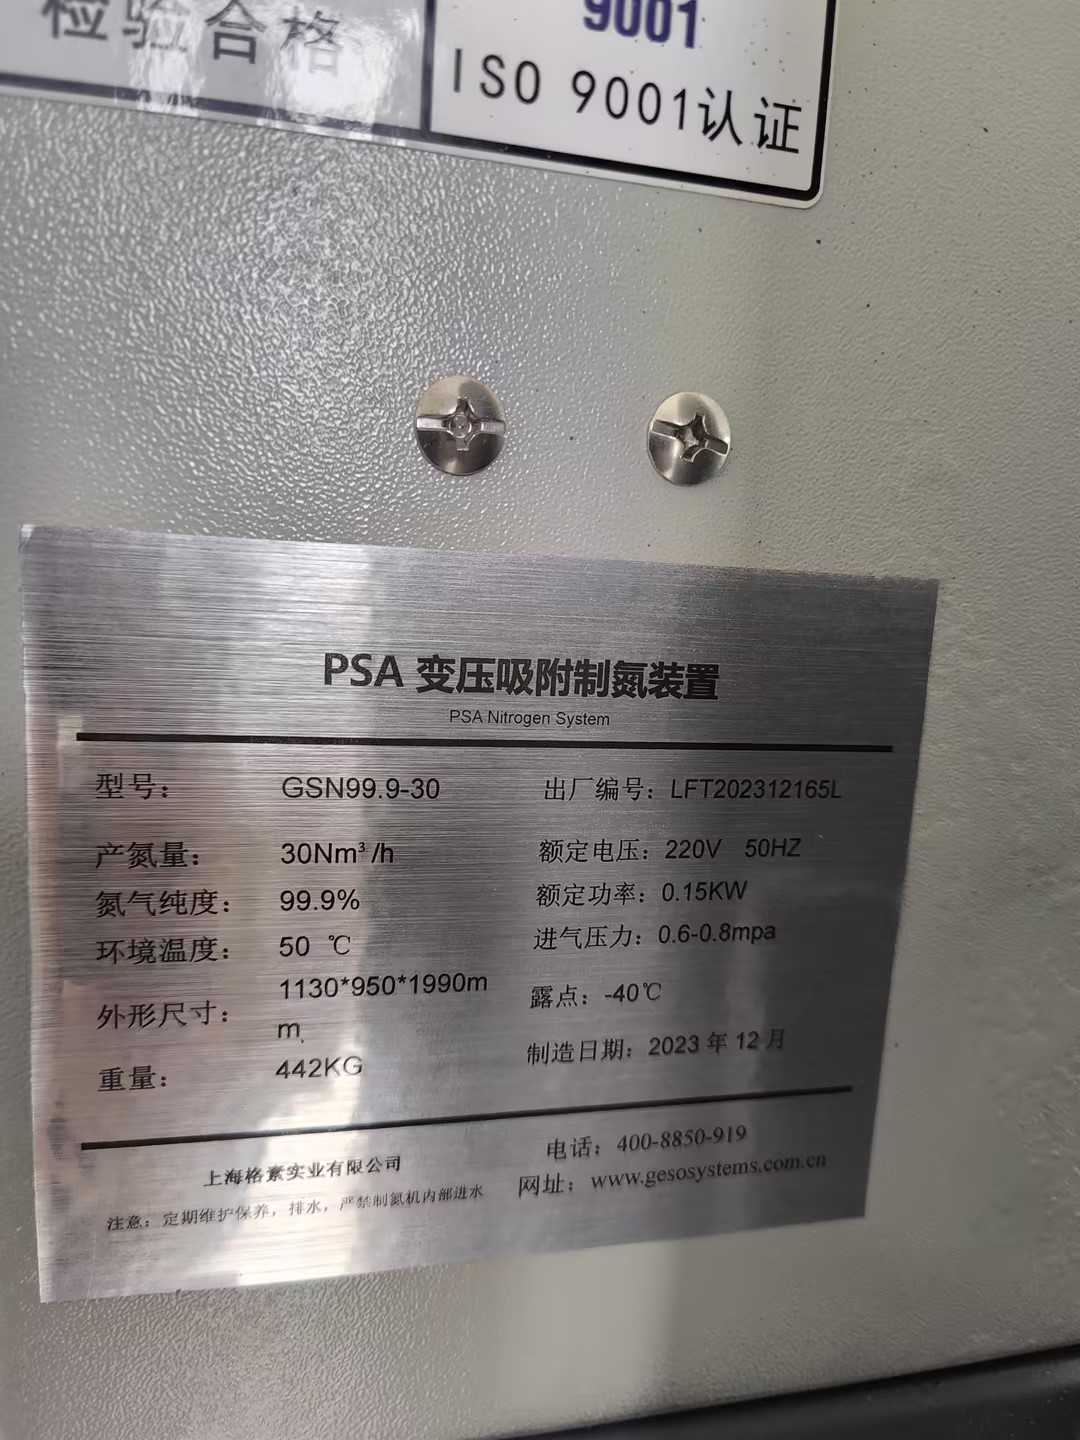 检验合格
9001
ISO 9001认证
PSA 变压吸附制氮装置
PSA Nitrogen System
型号： GSN99.9-30 出厂编号：LFT202312165L
产氮量： 30Nm³/h 额定电压：220V 50HZ
氮气纯度： 99.9% 额定功率：0.15KW
环境温度： 50 ℃ 进气压力：0.6-0.8mpa
外形尺寸： 1130*950*1990m
m, 露点：-40℃
重量： 442KG 制造日期：2023 年 12 月
上海格素实业有限公司 电话：400-8850-919
注意：定期维护保养，排水，严禁制氮机内部进水 网址：www.gesosystems.com.cn